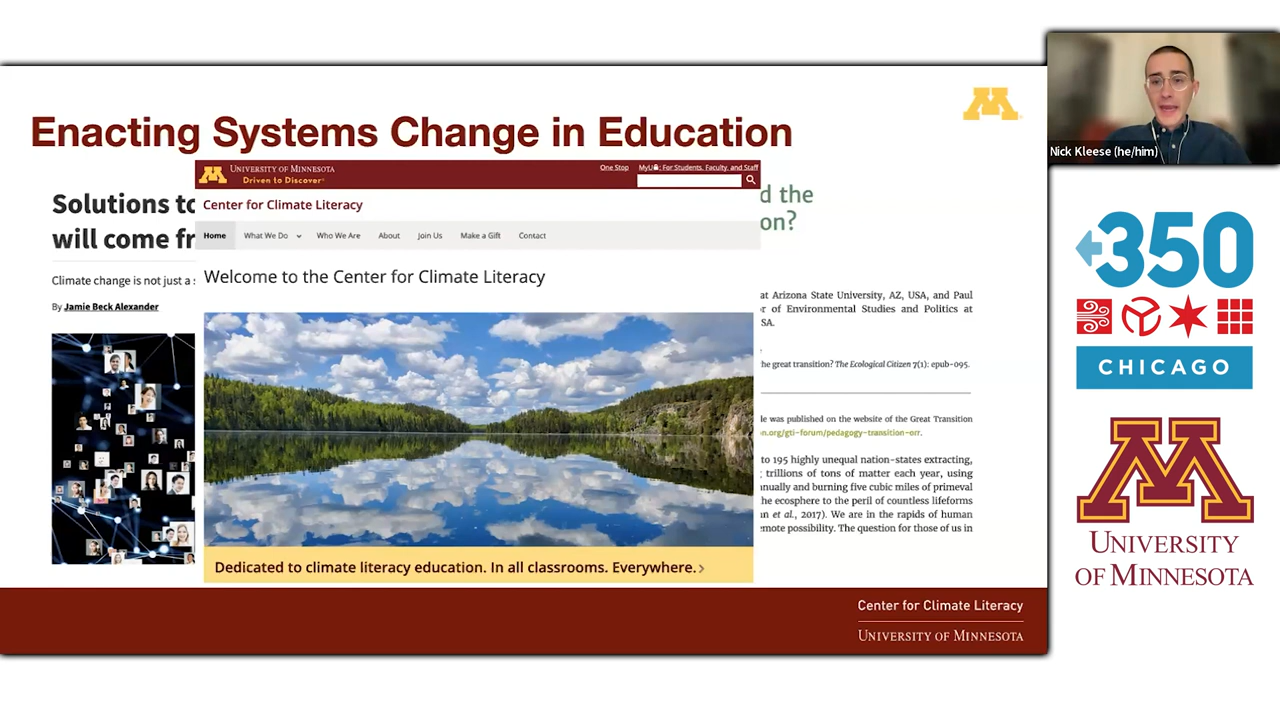 Enacting Systems Change in Education
UNIVERSITY OF MINNESOTA
Driven to Discover
One Stop
MyU: For Students, Faculty, and Staff
Solutions to
will come fr
Climate change is not just a
By Jamie Beck Alexander
Center for Climate Literacy
Home
What We Do
Who We Are
About
Join Us
Make a Gift
Contact
Welcome to the Center for Climate Literacy
Dedicated to climate literacy education. In all classrooms. Everywhere.>
d the
on?
at Arizona State University, AZ, USA, and Paul
r of Environmental Studies and Politics at
SA.
he great transition? The Ecological Citizen 7(1): epub-095.
le was published on the website of the Great Transition
on.org/gti-forum/pedagogy-transition-orr.
to 195 highly unequal nation-states extracting,
trillions of tons of matter each year, using
nnually and burning five cubic miles of primeval
he ecosphere to the peril of countless lifeforms
n et al., 2017). We are in the rapids of human
emote possibility. The question for those of us in
Center for Climate Literacy
UNIVERSITY OF MINNESOTA
Nick Kleese (he/him)
350
CHICAGO
UNIVERSITY
OF MINNESOTA